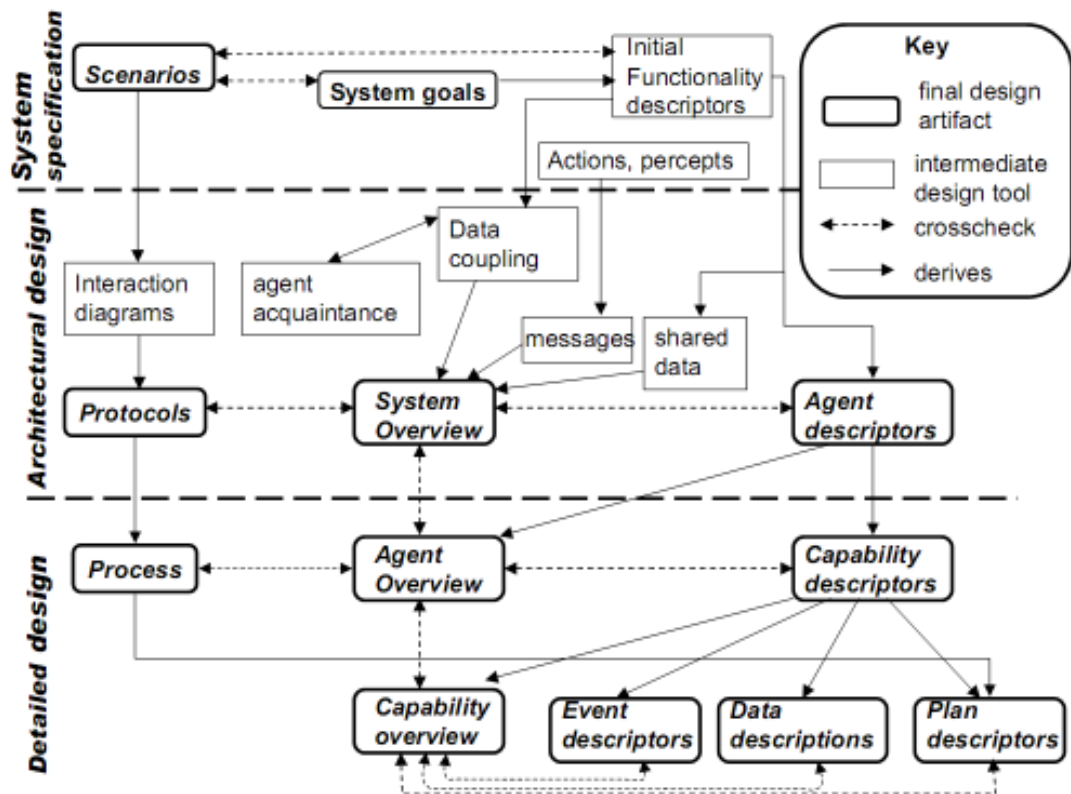 System
specification
Scenarios
System goals
Initial
Functionality
descriptors
Actions, percepts
Key
final design
artifact
intermediate
design tool
crosscheck
derives
Architectural design
Interaction
diagrams
agent
acquaintance
Data
coupling
messages
shared
data
Protocols
System
Overview
Agent
descriptors
Detailed design
Process
Agent
Overview
Capability
descriptors
Capability
overview
Event
descriptors
Data
descriptions
Plan
descriptors